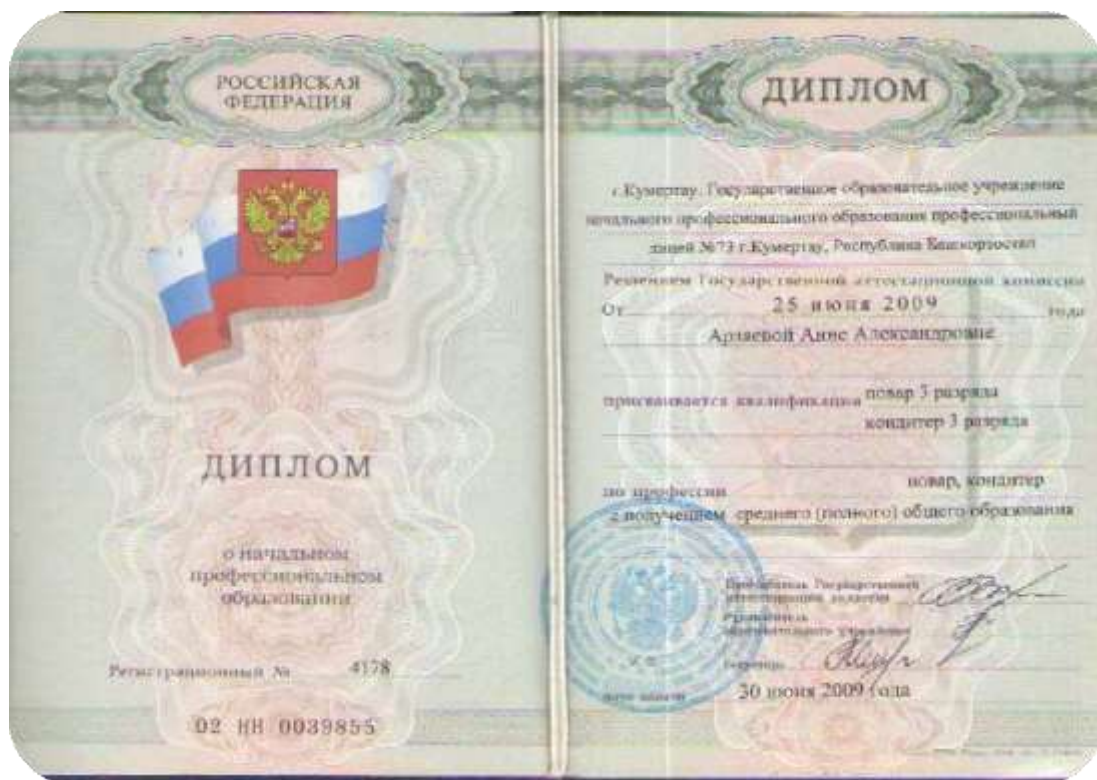 РОССИЙСКАЯ
ФЕДЕРАЦИЯ
ДИПЛОМ
о начальном
профессиональном
образовании
Регистрационный № 4178
02 НН 0039855
ДИПЛОМ
г.Кумертау, Государственное образовательное учреждение
начального профессионального образования профессиональный
лицей №73 г.Кумертау, Республика Башкортостан
Решением Государственной аттестационной комиссии
От 25 июня 2009 года
Анне Александровне
присваивается квалификация повар 3 разряда
кондитер 3 разряда
по профессии повар, кондитер
с получением среднего (полного) общего образования
Председатель Государственной
аттестационной комиссии
Руководитель
образовательного учреждения
Секретарь
М.П.
Дата выдачи 30 июня 2009 года